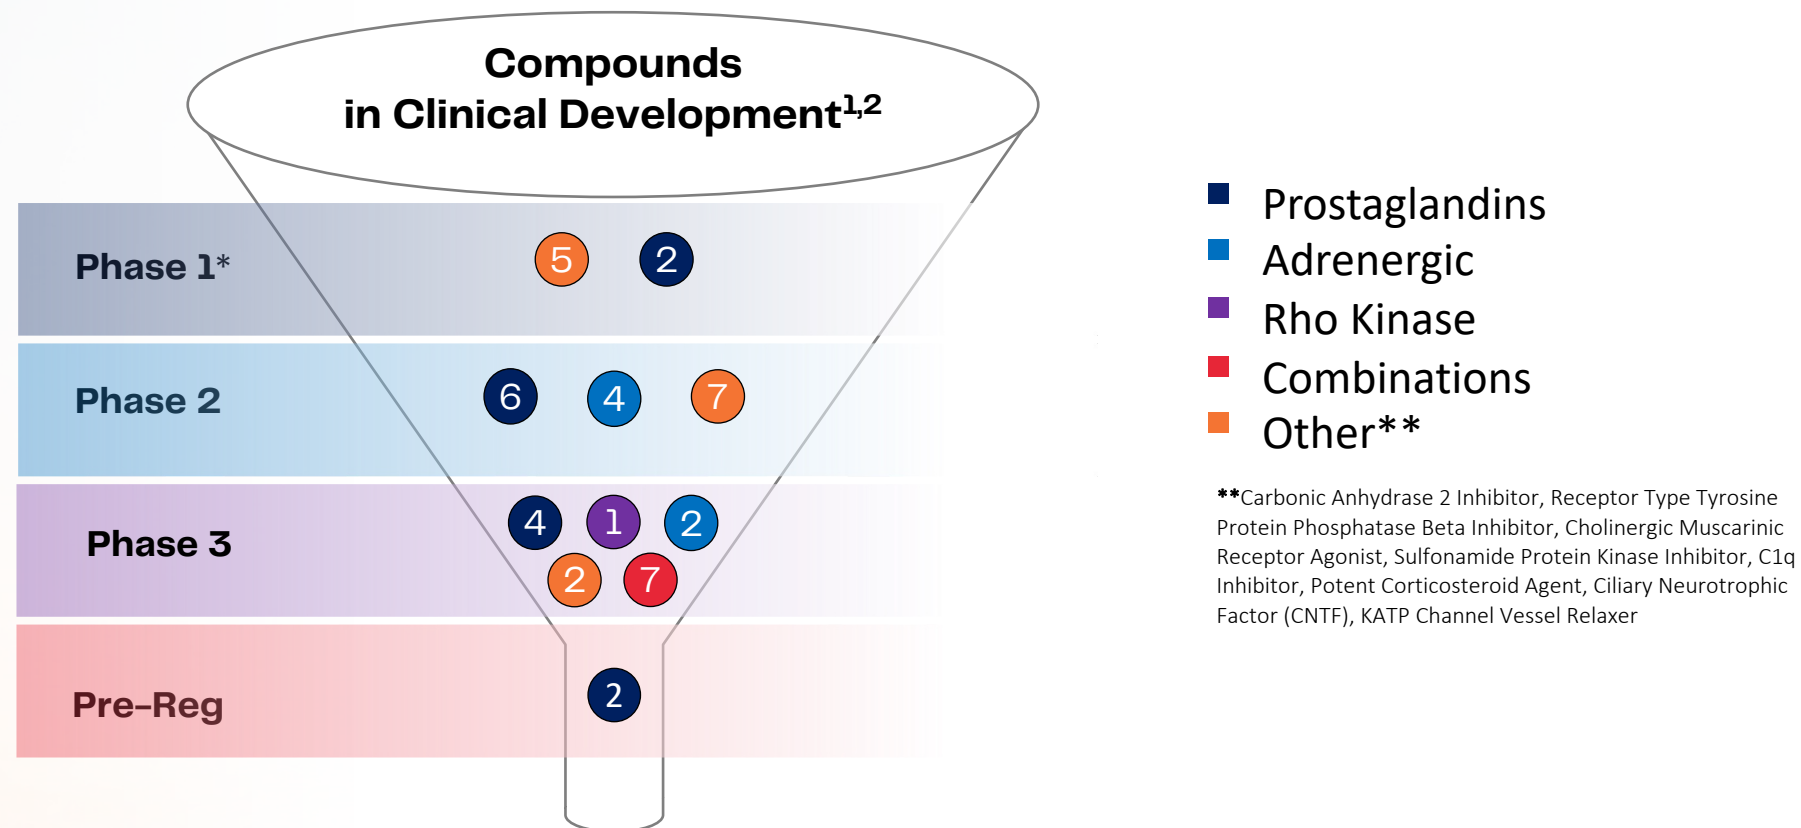 Compounds
in Clinical Development1,2
Phase 1*
5 2
Phase 2
6 4 7
Phase 3
4 1 2
2 7
Pre-Reg
2
Prostaglandins
Adrenergic
Rho Kinase
Combinations
Other**
**Carbonic Anhydrase 2 Inhibitor, Receptor Type Tyrosine
Protein Phosphatase Beta Inhibitor, Cholinergic Muscarinic
Receptor Agonist, Sulfonamide Protein Kinase Inhibitor, C1q
Inhibitor, Potent Corticosteroid Agent, Ciliary Neurotrophic
Factor (CNTF), KATP Channel Vessel Relaxer